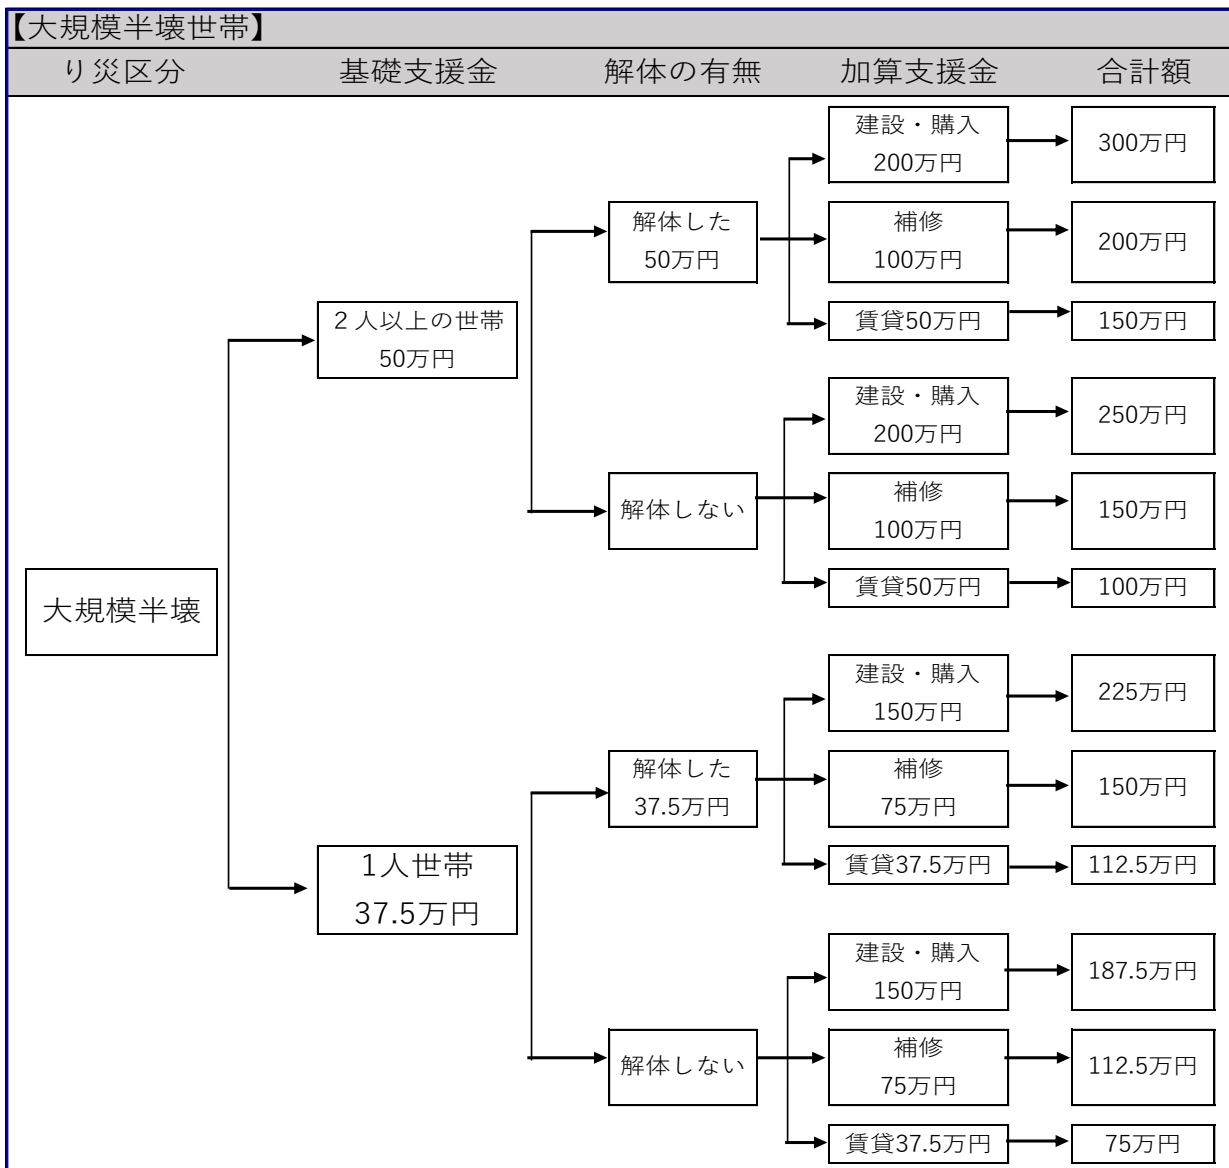 【大規模半壊世帯】
り災区分 基礎支援金 解体の有無 加算支援金 合計額
建設・購入
200万円
300万円
解体した
50万円
補修
100万円
200万円
２人以上の世帯
50万円
賃貸50万円
150万円
建設・購入
200万円
250万円
解体しない
補修
100万円
150万円
賃貸50万円
100万円
大規模半壊
建設・購入
150万円
225万円
解体した
37.5万円
補修
75万円
150万円
1人世帯
37.5万円
賃貸37.5万円
112.5万円
建設・購入
150万円
187.5万円
解体しない
補修
75万円
112.5万円
賃貸37.5万円
75万円